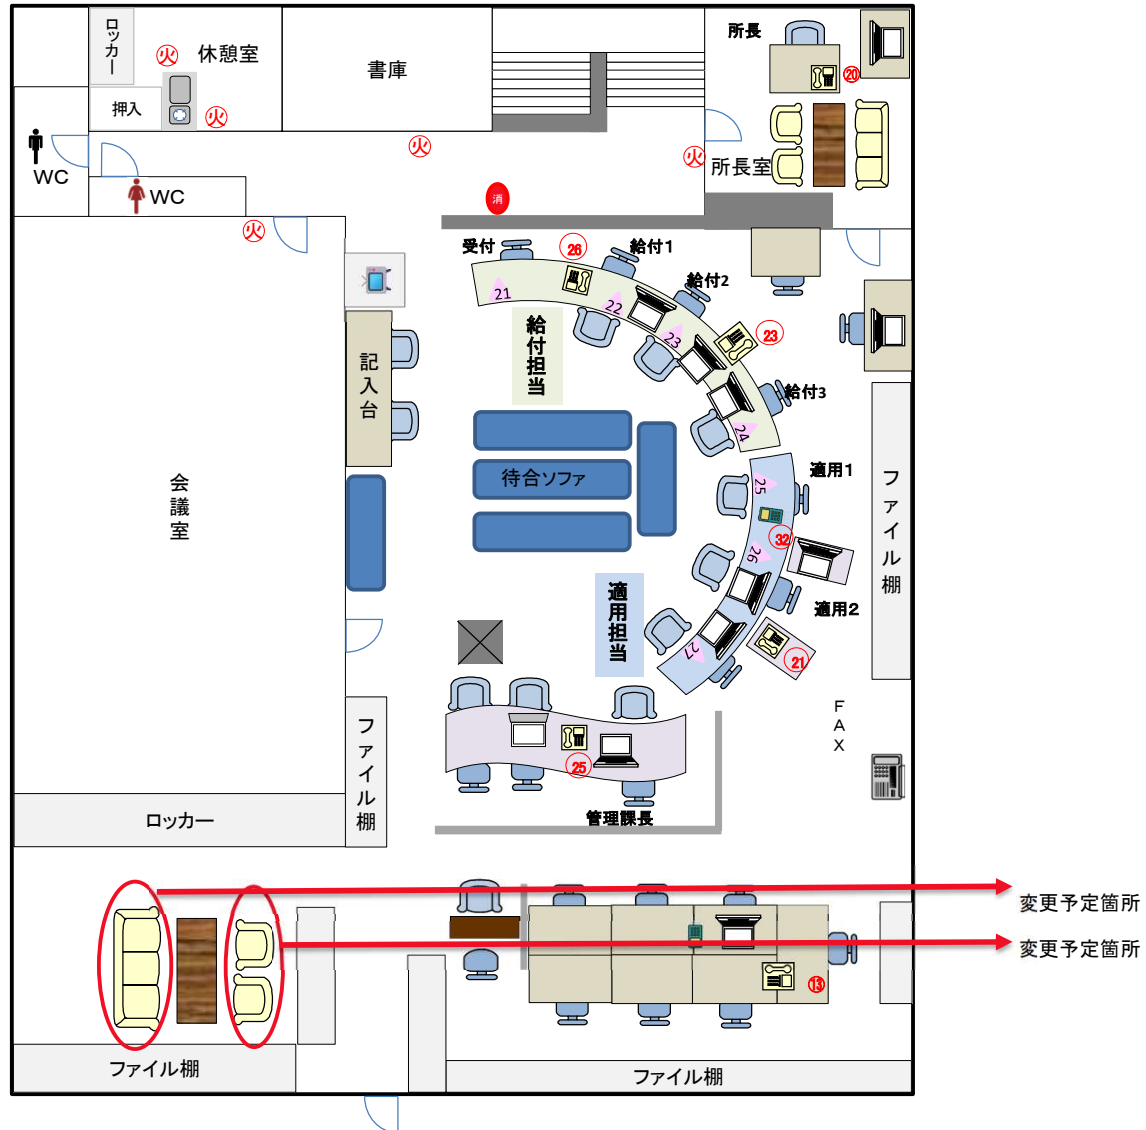 ロッカー
火
休憩室
書庫
所長
⑳
押入
火
火
火
所長室
WC
WC
消
火
受付
26
給付1
給付2
21
22
23
23
給付担当
給付3
24
記入台
待合ソファ
会議室
適用1
25
32
26
ファイル棚
適用担当
適用2
21
27
FAX
ファイル棚
25
管理課長
ロッカー
変更予定箇所
変更予定箇所
⑬
ファイル棚
ファイル棚